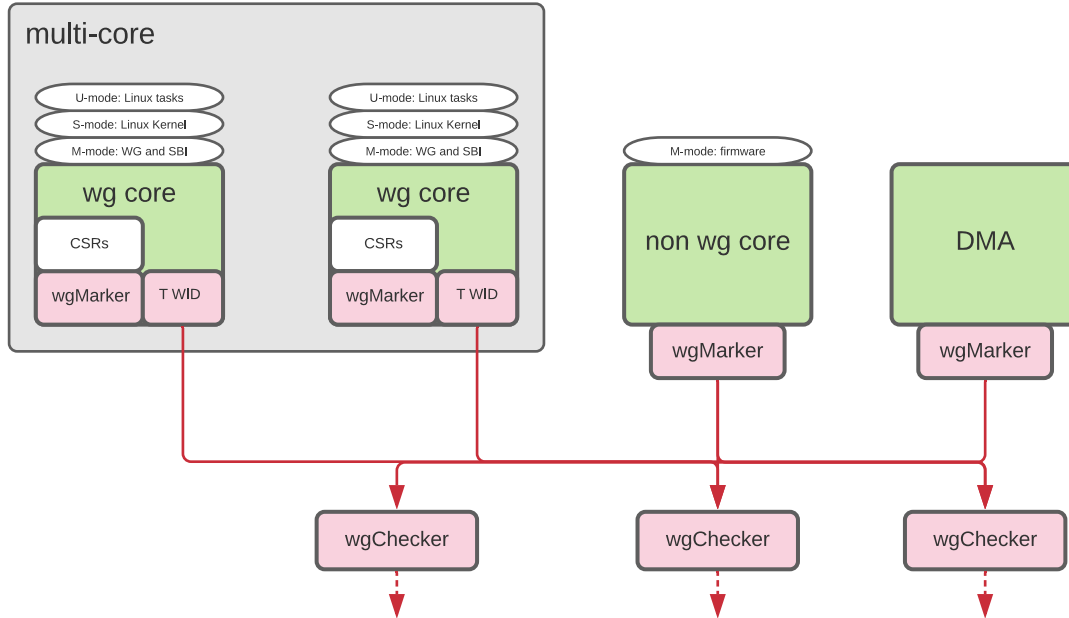 multi-core
U-mode: Linux tasks
S-mode: Linux Kernel
M-mode: WG and SBI
wg core
CSRs
wgMarker
T WID
U-mode: Linux tasks
S-mode: Linux Kernel
M-mode: WG and SBI
wg core
CSRs
wgMarker
T WID
M-mode: firmware
non wg core
wgMarker
DMA
wgMarker
wgChecker
wgChecker
wgChecker